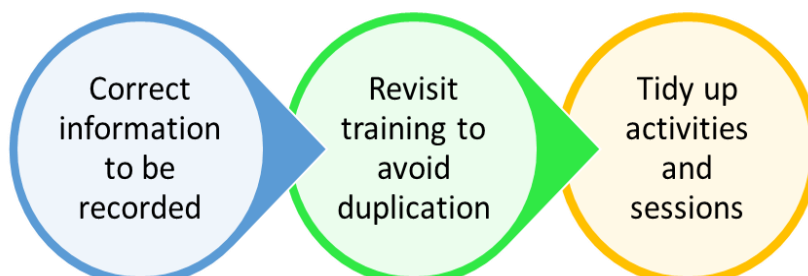 Correct
information
to be
recorded
Revisit
training to
avoid
duplication
Tidy up
activities
and
sessions